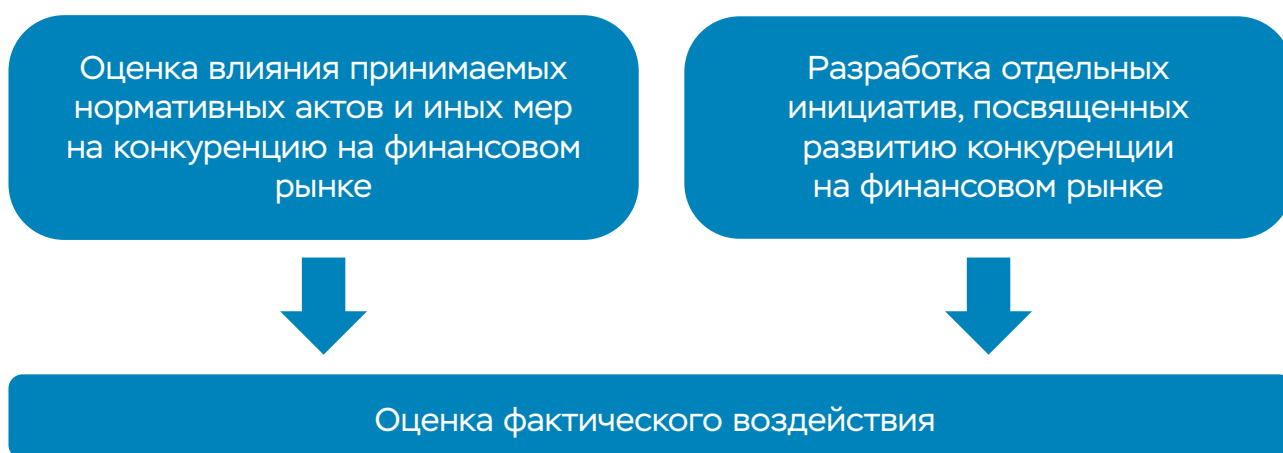 Оценка влияния принимаемых
нормативных актов и иных мер
на конкуренцию на финансовом
рынке
Разработка отдельных
инициатив, посвященных
развитию конкуренции
на финансовом рынке
Оценка фактического воздействия